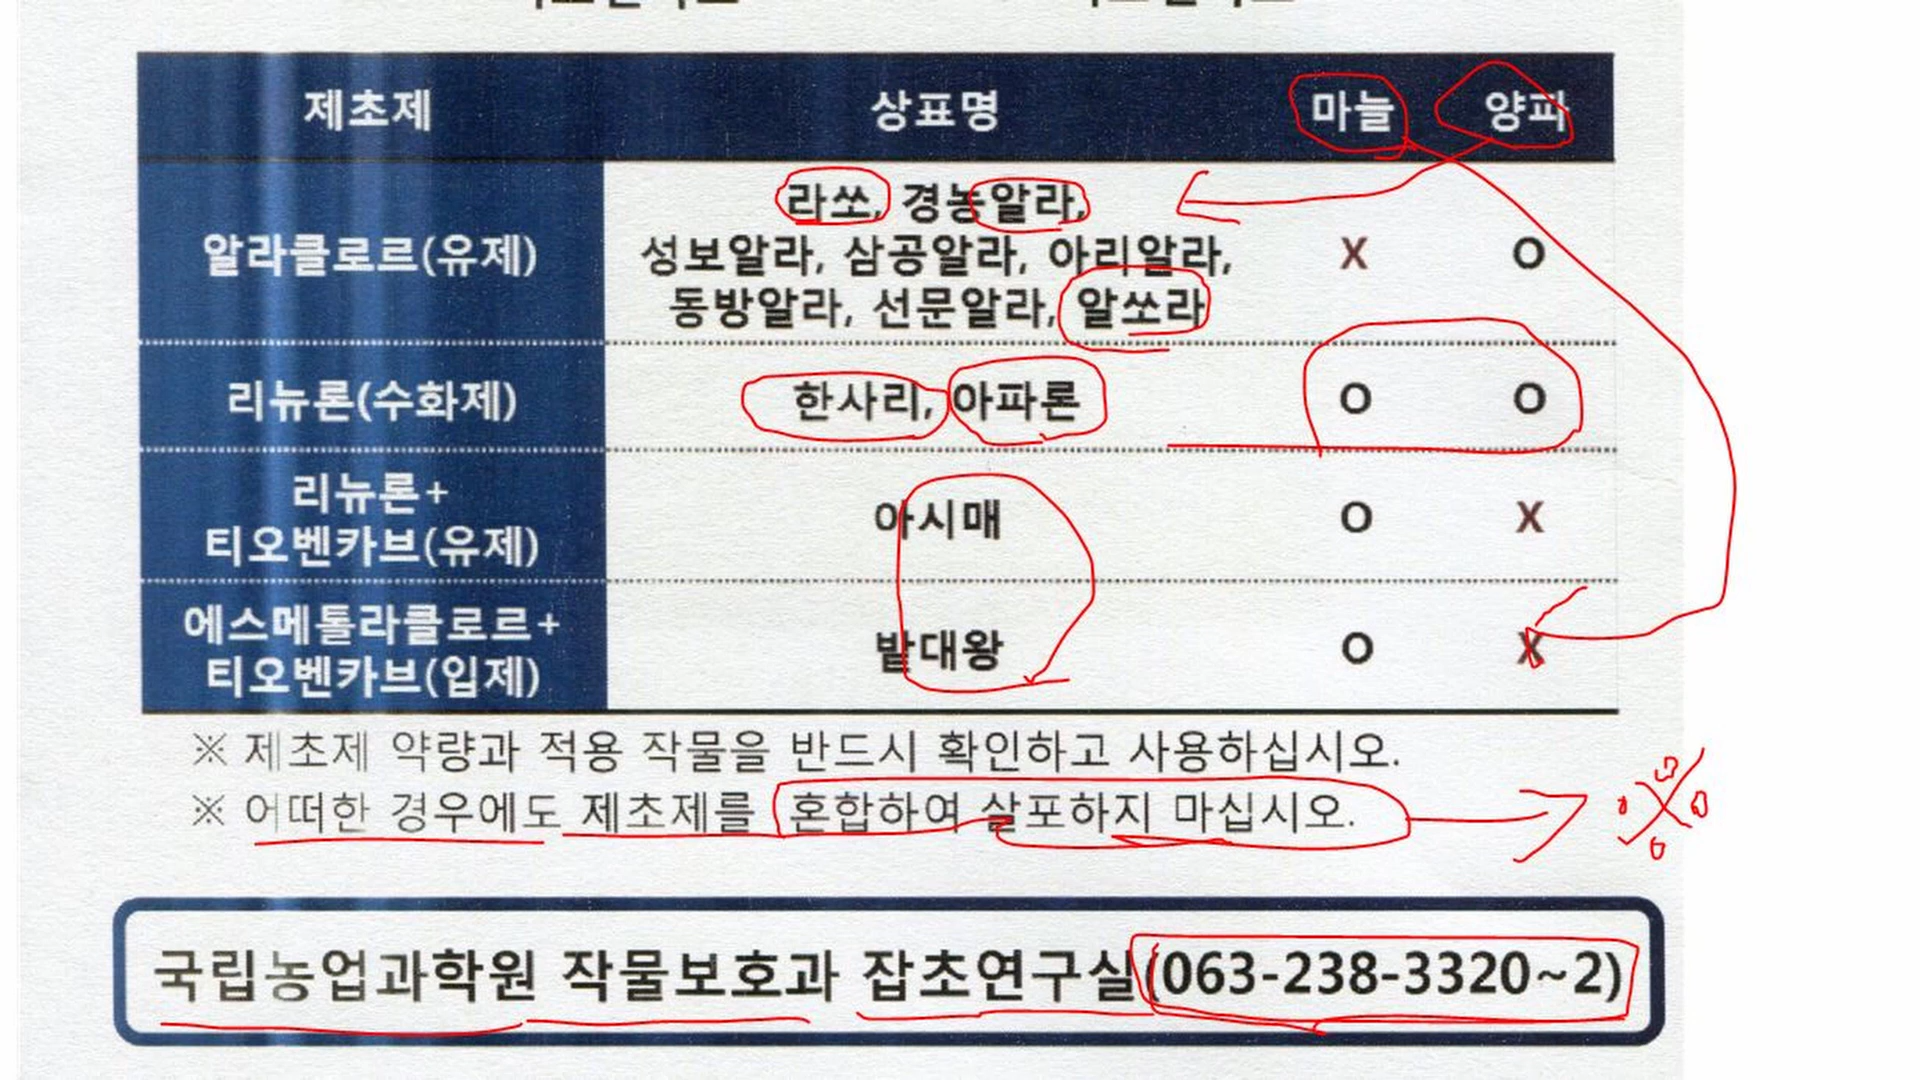 제초제 상표명 마늘 양파
알라클로르(유제)
라쏘, 경농알라,
성보알라, 삼공알라, 아리알라,
동방알라, 선문알라, 알쏘라
X O
리뉴론(수화제) 한사리, 아파론 O O
리뉴론+
티오벤카브(유제)
아시매 O X
에스메톨라클로르+
티오벤카브(입제)
밭대왕 O X
※ 제초제 약량과 적용 작물을 반드시 확인하고 사용하십시오.
※ 어떠한 경우에도 제초제를 혼합하여 살포하지 마십시오.
국립농업과학원 작물보호과 잡초연구실(063-238-3320~2)